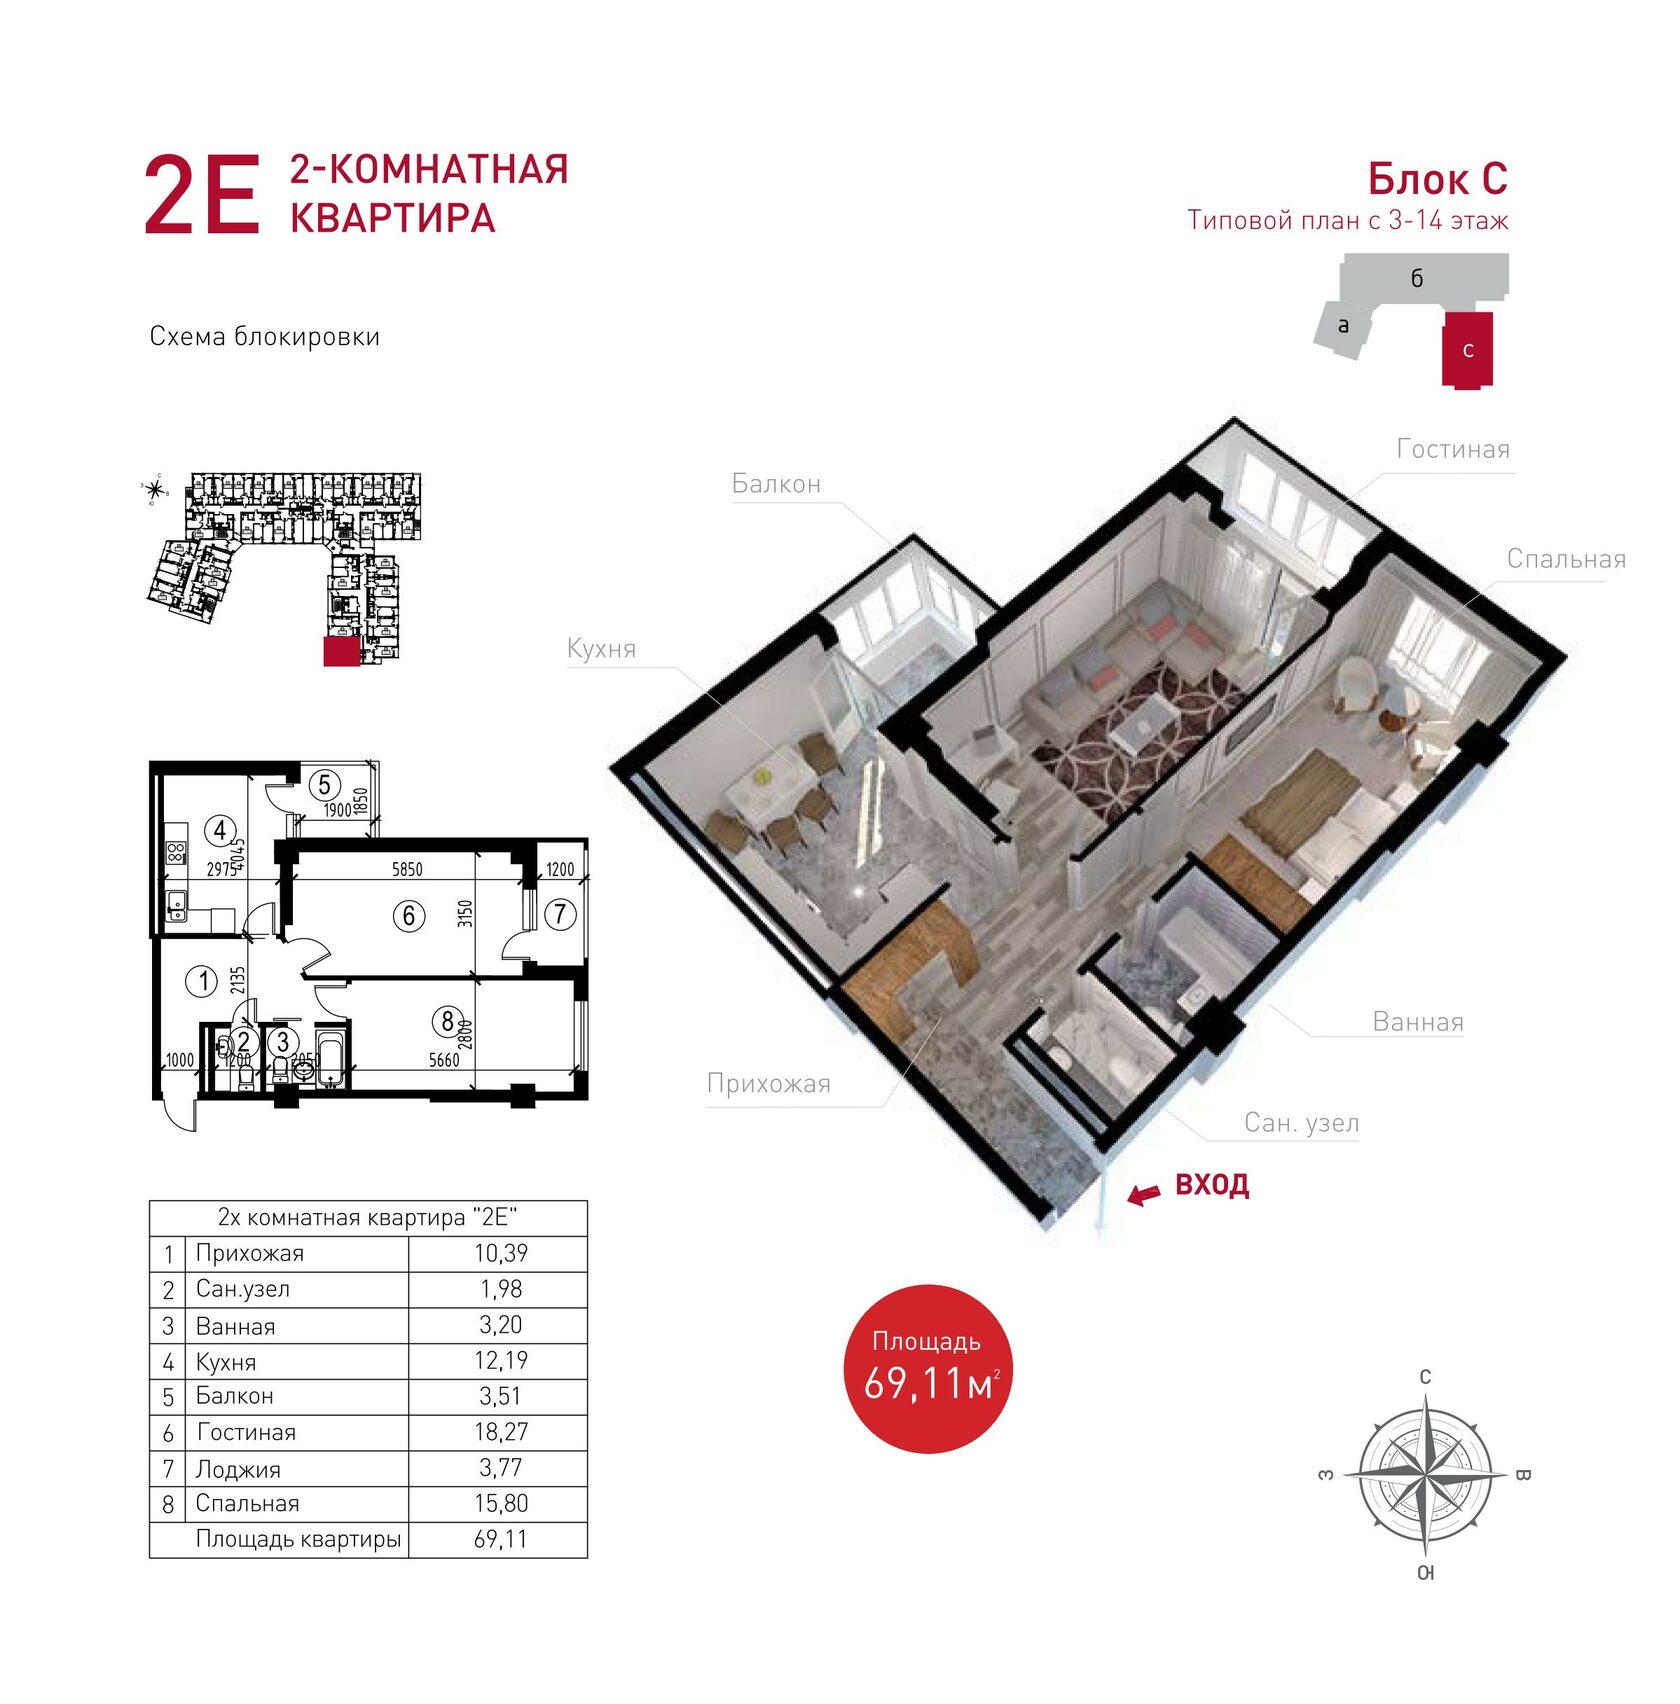 2Е
2-КОМНАТНАЯ
КВАРТИРА
Блок С
Типовой план с 3-14 этаж
б
а
с
Схема блокировки
Гостиная
Балкон
Спальная
Кухня
5
1900
1850
4
2975
4045
5850
1200
6
3150
7
1
2135
8
2800
2
3
1000
1200
2050
5660
Ванная
Прихожая
Сан. узел
ВХОД
2х комнатная квартира "2Е"
1 Прихожая 10,39
2 Сан.узел 1,98
3 Ванная 3,20
4 Кухня 12,19
5 Балкон 3,51
6 Гостиная 18,27
7 Лоджия 3,77
8 Спальная 15,80
Площадь квартиры 69,11
Площадь
69,11м²
С
З
В
Ю